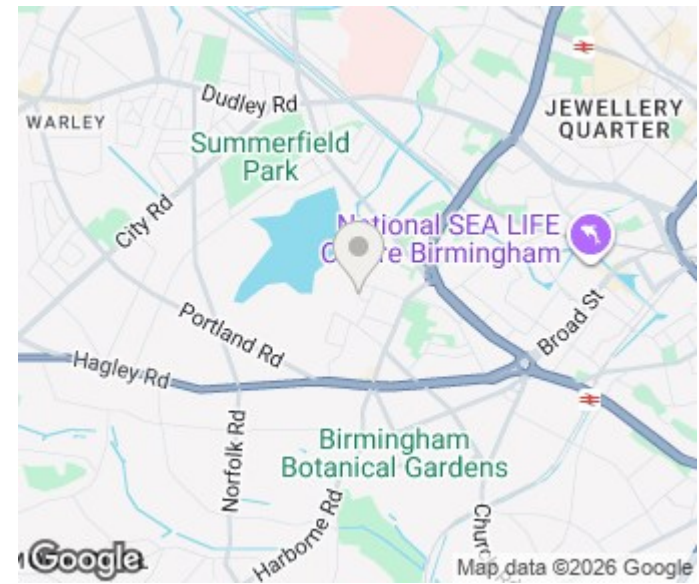 Dudley Rd
WARLEY
JEWELLERY
QUARTER
Summerfield
Park
City Rd
National SEA LIFE
Centre Birmingham
Broad St
Portland Rd
Hagley Rd
Norfolk Rd
Birmingham
Botanical Gardens
Harborne Rd
Google
Map data ©2026 Google